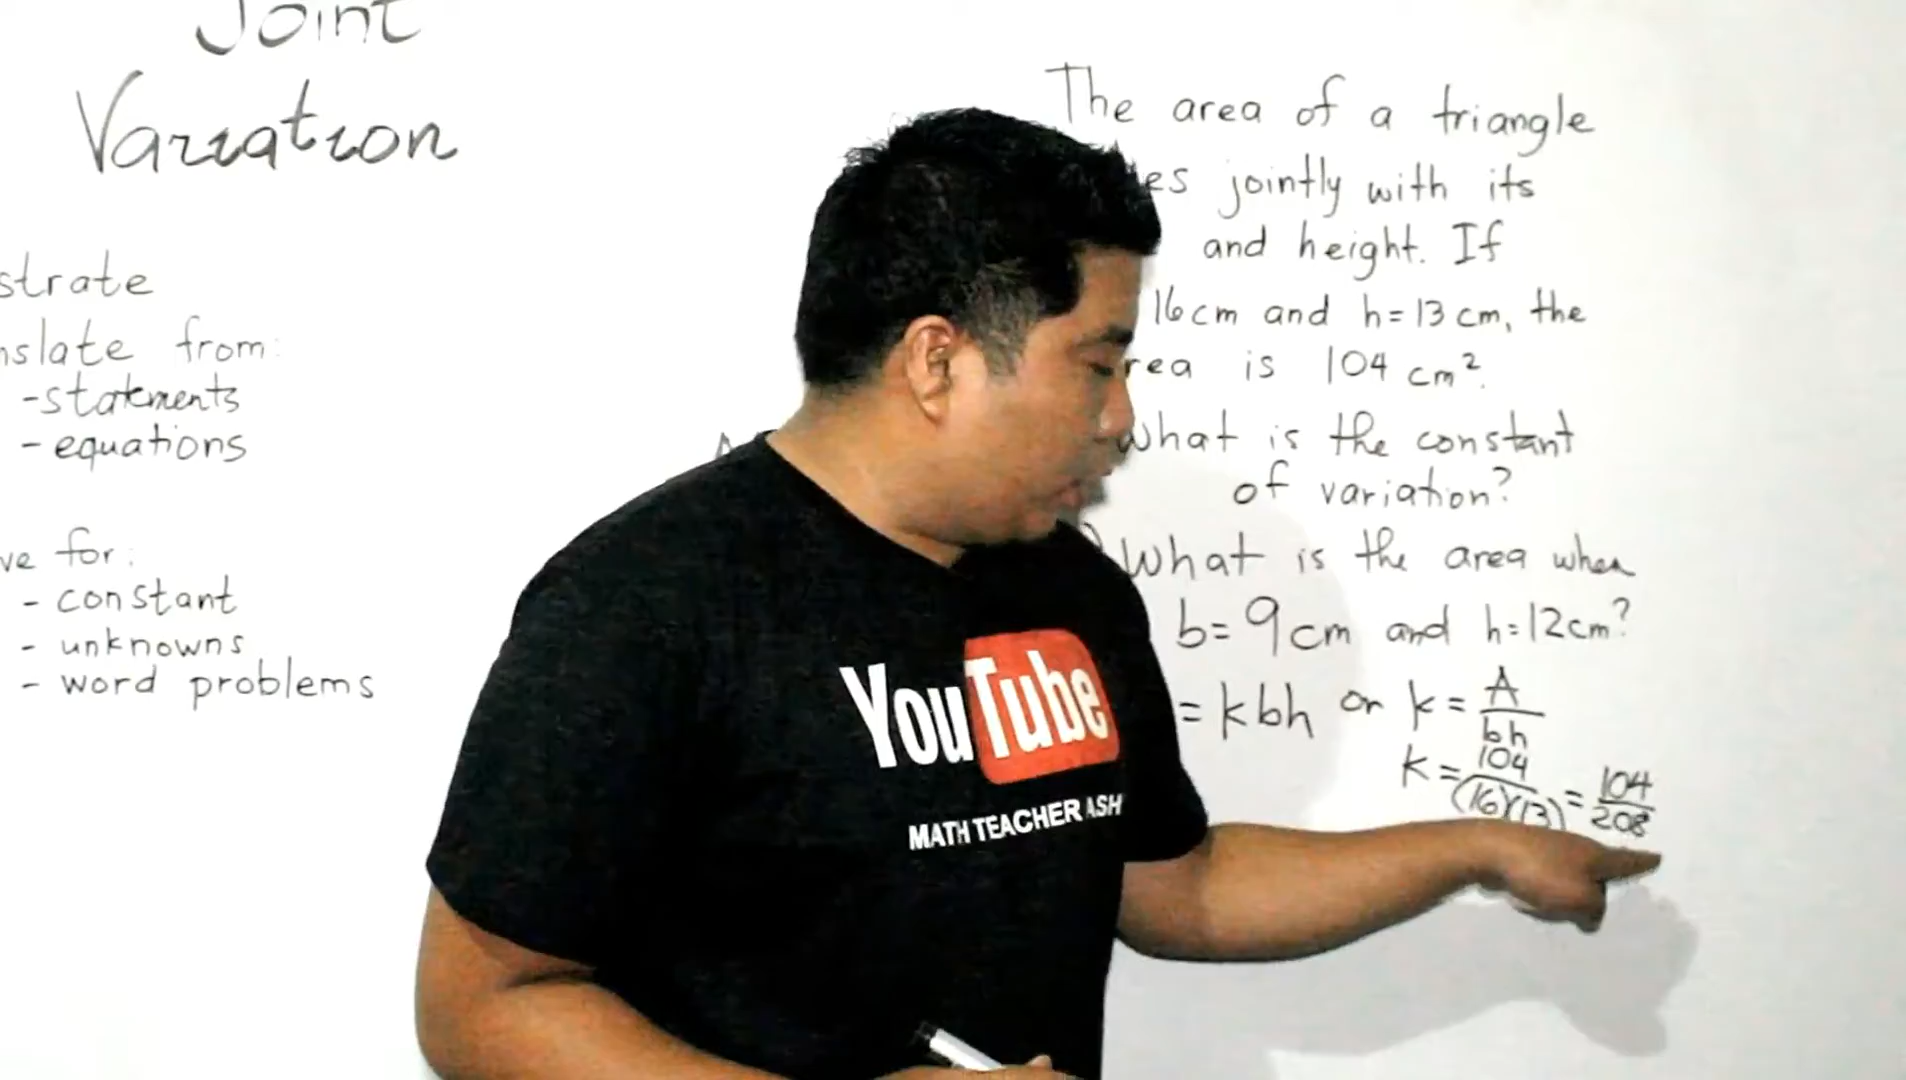 Joint
Variation
strate
nslate from:
-statements
- equations
ve for:
- constant
- unknowns
- word problems
The area of a triangle
es jointly with its
and height. If
16cm and h=13 cm, the
rea is 104 cm².
What is the constant
of variation?
What is the area when
b=9cm and h=12cm?
= kbh or k = A/bh
k = 104/(16)(13) = 104/208
YouTube
MATH TEACHER ASH